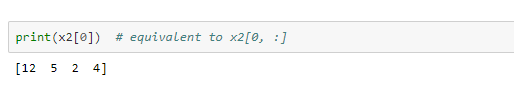 print(x2[0])  # equivalent to x2[0, :]
[12  5  2  4]